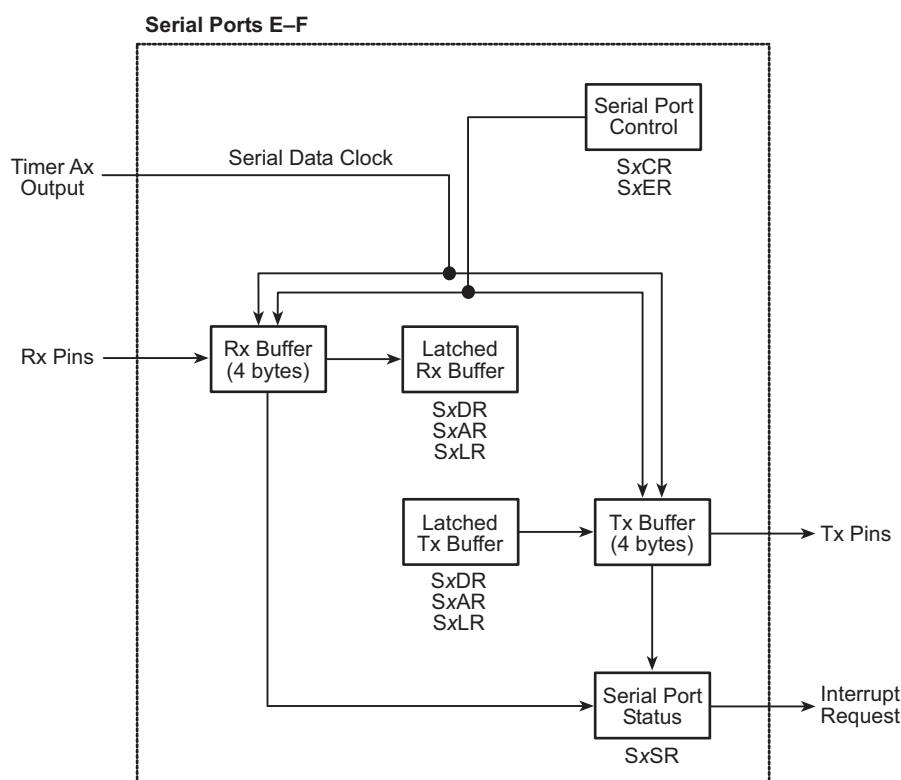 Serial Ports E–F
Serial Port
Control
SxCR
SxER
Serial Data Clock
Timer Ax
Output
Rx Pins
Rx Buffer
(4 bytes)
Latched
Rx Buffer
SxDR
SxAR
SxLR
Latched
Tx Buffer
SxDR
SxAR
SxLR
Tx Buffer
(4 bytes)
Tx Pins
Serial Port
Status
SxSR
Interrupt
Request